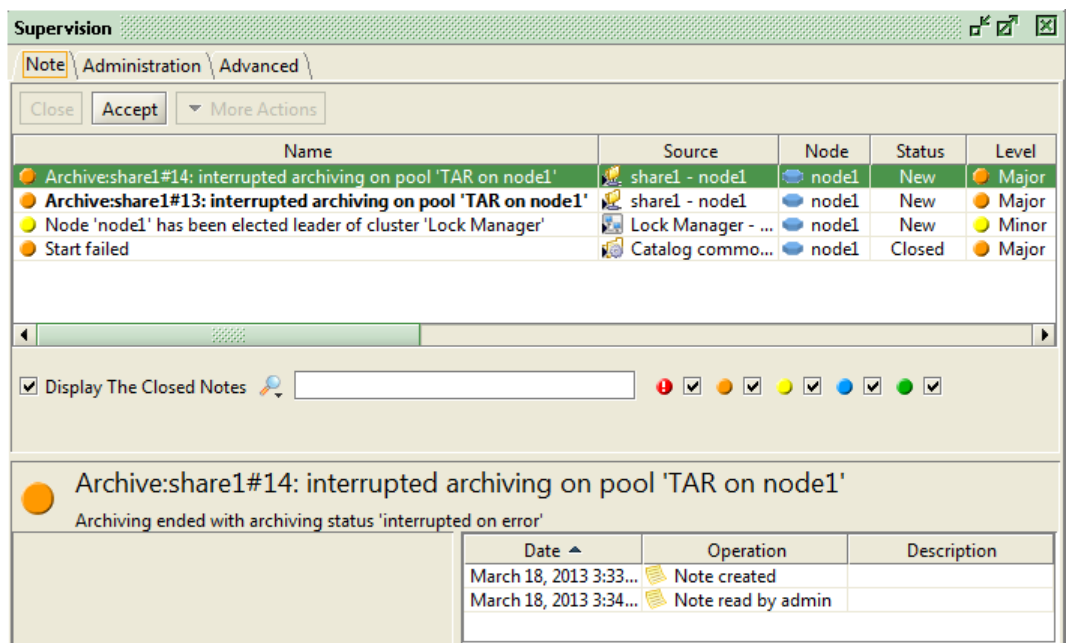 Supervision
Note Administration Advanced
Close Accept More Actions
Name Source Node Status Level
Archive:share1#14: interrupted archiving on pool 'TAR on node1' share1 - node1 node1 New Major
Archive:share1#13: interrupted archiving on pool 'TAR on node1' share1 - node1 node1 New Major
Node 'node1' has been elected leader of cluster 'Lock Manager' Lock Manager - ... node1 New Minor
Start failed Catalog commo... node1 Closed Major
Display The Closed Notes
Archive:share1#14: interrupted archiving on pool 'TAR on node1'
Archiving ended with archiving status 'interrupted on error'
Date Operation Description
March 18, 2013 3:33... Note created
March 18, 2013 3:34... Note read by admin